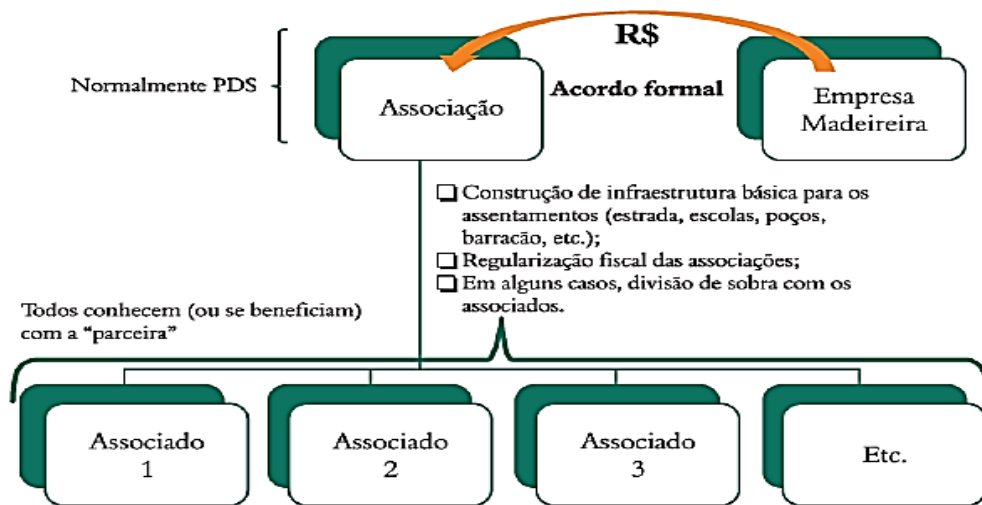 R$
Normalmente PDS
Associação
Acordo formal
Empresa
Madeireira
❑ Construção de infraestrutura básica para os
assentamentos (estrada, escolas, poços,
barracão, etc.);
❑ Regularização fiscal das associações;
❑ Em alguns casos, divisão de sobra com os
associados.
Todos conhecem (ou se beneficiam)
com a “parceira”
Associado
1
Associado
2
Associado
3
Etc.